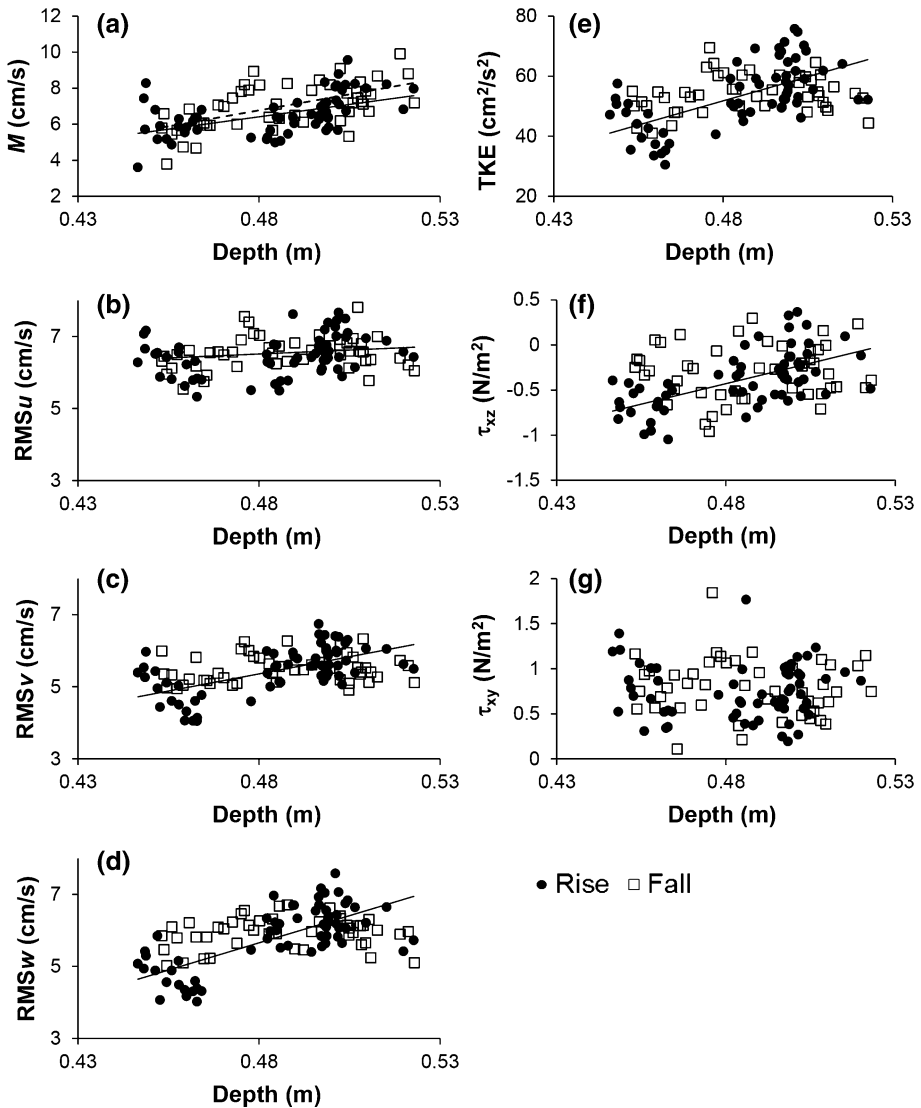 (a)
M (cm/s)
12
10
8
6
4
2
0.43 0.48 0.53
Depth (m)
(b)
RMSu (cm/s)
7
5
3
0.43 0.48 0.53
Depth (m)
(c)
RMSv (cm/s)
7
5
3
0.43 0.48 0.53
Depth (m)
(d)
RMSw (cm/s)
7
5
3
0.43 0.48 0.53
Depth (m)
(e)
TKE (cm²/s²)
80
60
40
20
0.43 0.48 0.53
Depth (m)
(f)
τxz (N/m²)
0.5
0
-0.5
-1
-1.5
0.43 0.48 0.53
Depth (m)
(g)
τxy (N/m²)
2
1.5
1
0.5
0
0.43 0.48 0.53
Depth (m)
Rise Fall